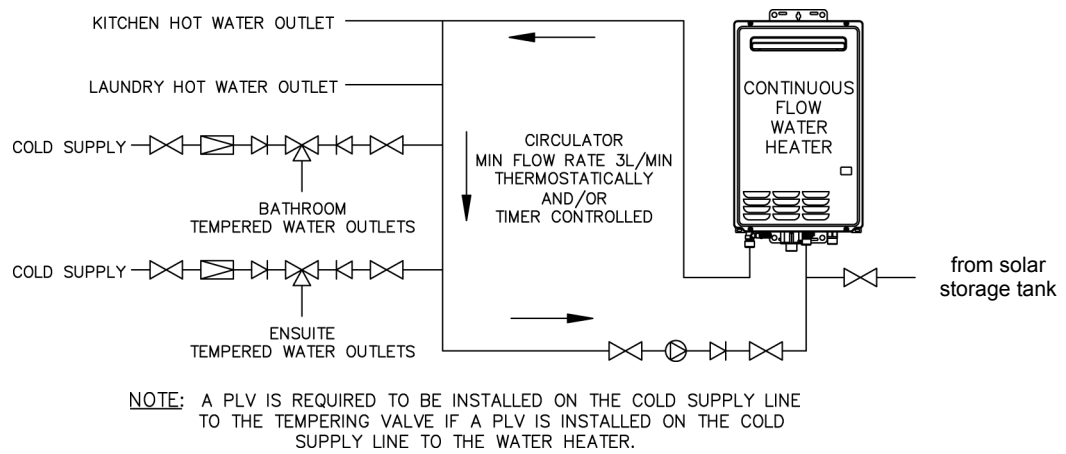 KITCHEN HOT WATER OUTLET
LAUNDRY HOT WATER OUTLET
COLD SUPPLY
BATHROOM
TEMPERED WATER OUTLETS
COLD SUPPLY
ENSUITE
TEMPERED WATER OUTLETS
CIRCULATOR
MIN FLOW RATE 3L/MIN
THERMOSTATICALLY
AND/OR
TIMER CONTROLLED
CONTINUOUS
FLOW
WATER
HEATER
from solar
storage tank
NOTE: A PLV IS REQUIRED TO BE INSTALLED ON THE COLD SUPPLY LINE
TO THE TEMPERING VALVE IF A PLV IS INSTALLED ON THE COLD
SUPPLY LINE TO THE WATER HEATER.